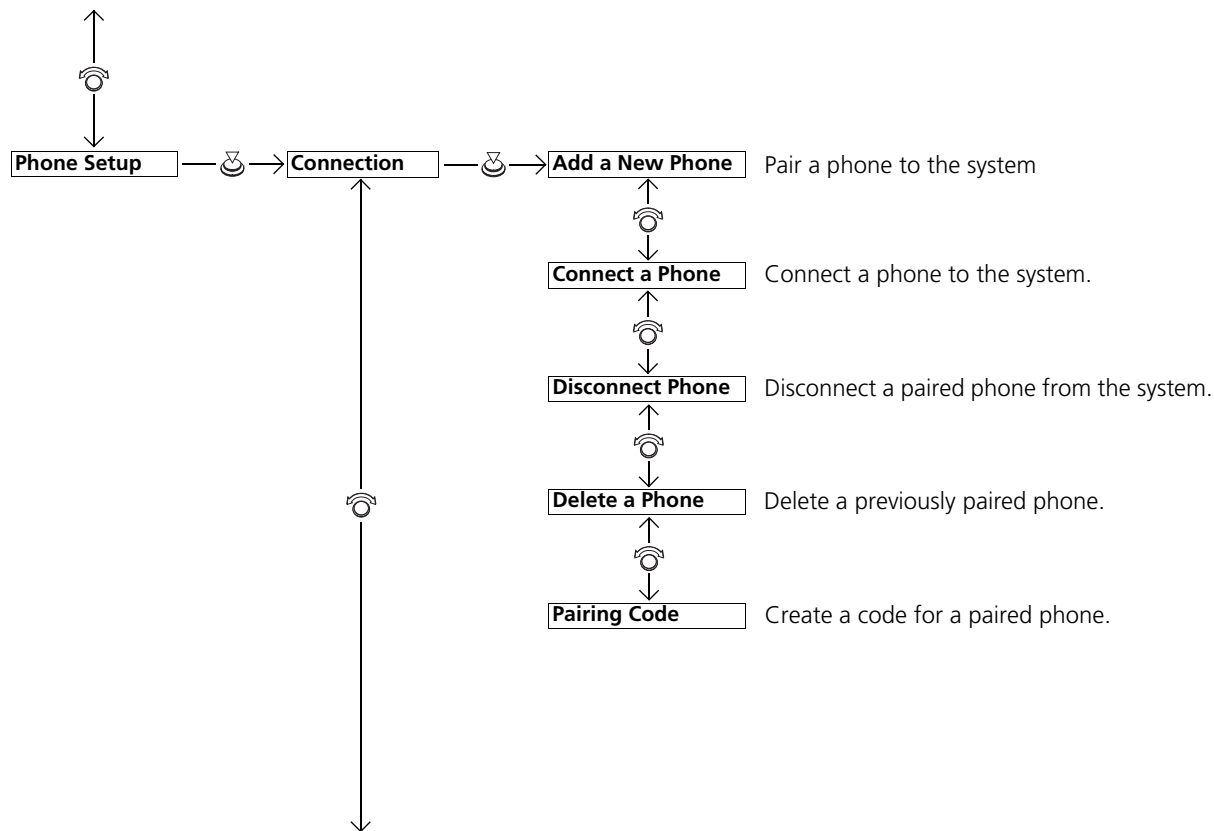 Phone Setup
Connection
Add a New Phone
Pair a phone to the system
Connect a Phone
Connect a phone to the system.
Disconnect Phone
Disconnect a paired phone from the system.
Delete a Phone
Delete a previously paired phone.
Pairing Code
Create a code for a paired phone.